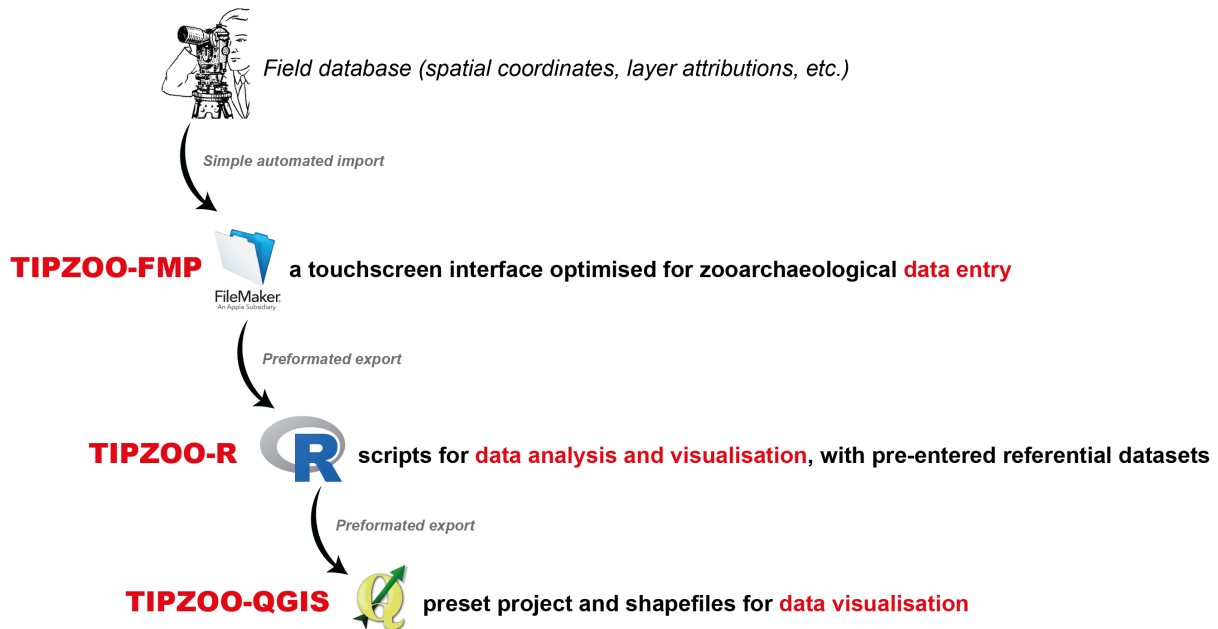 Field database (spatial coordinates, layer attributions, etc.)
Simple automated import
TIPZOO-FMP
a touchscreen interface optimised for zooarchaeological data entry
FileMaker
An Apple Subsidiary
Preformated export
TIPZOO-R
R
scripts for data analysis and visualisation, with pre-entered referential datasets
Preformated export
TIPZOO-QGIS
Q
preset project and shapefiles for data visualisation